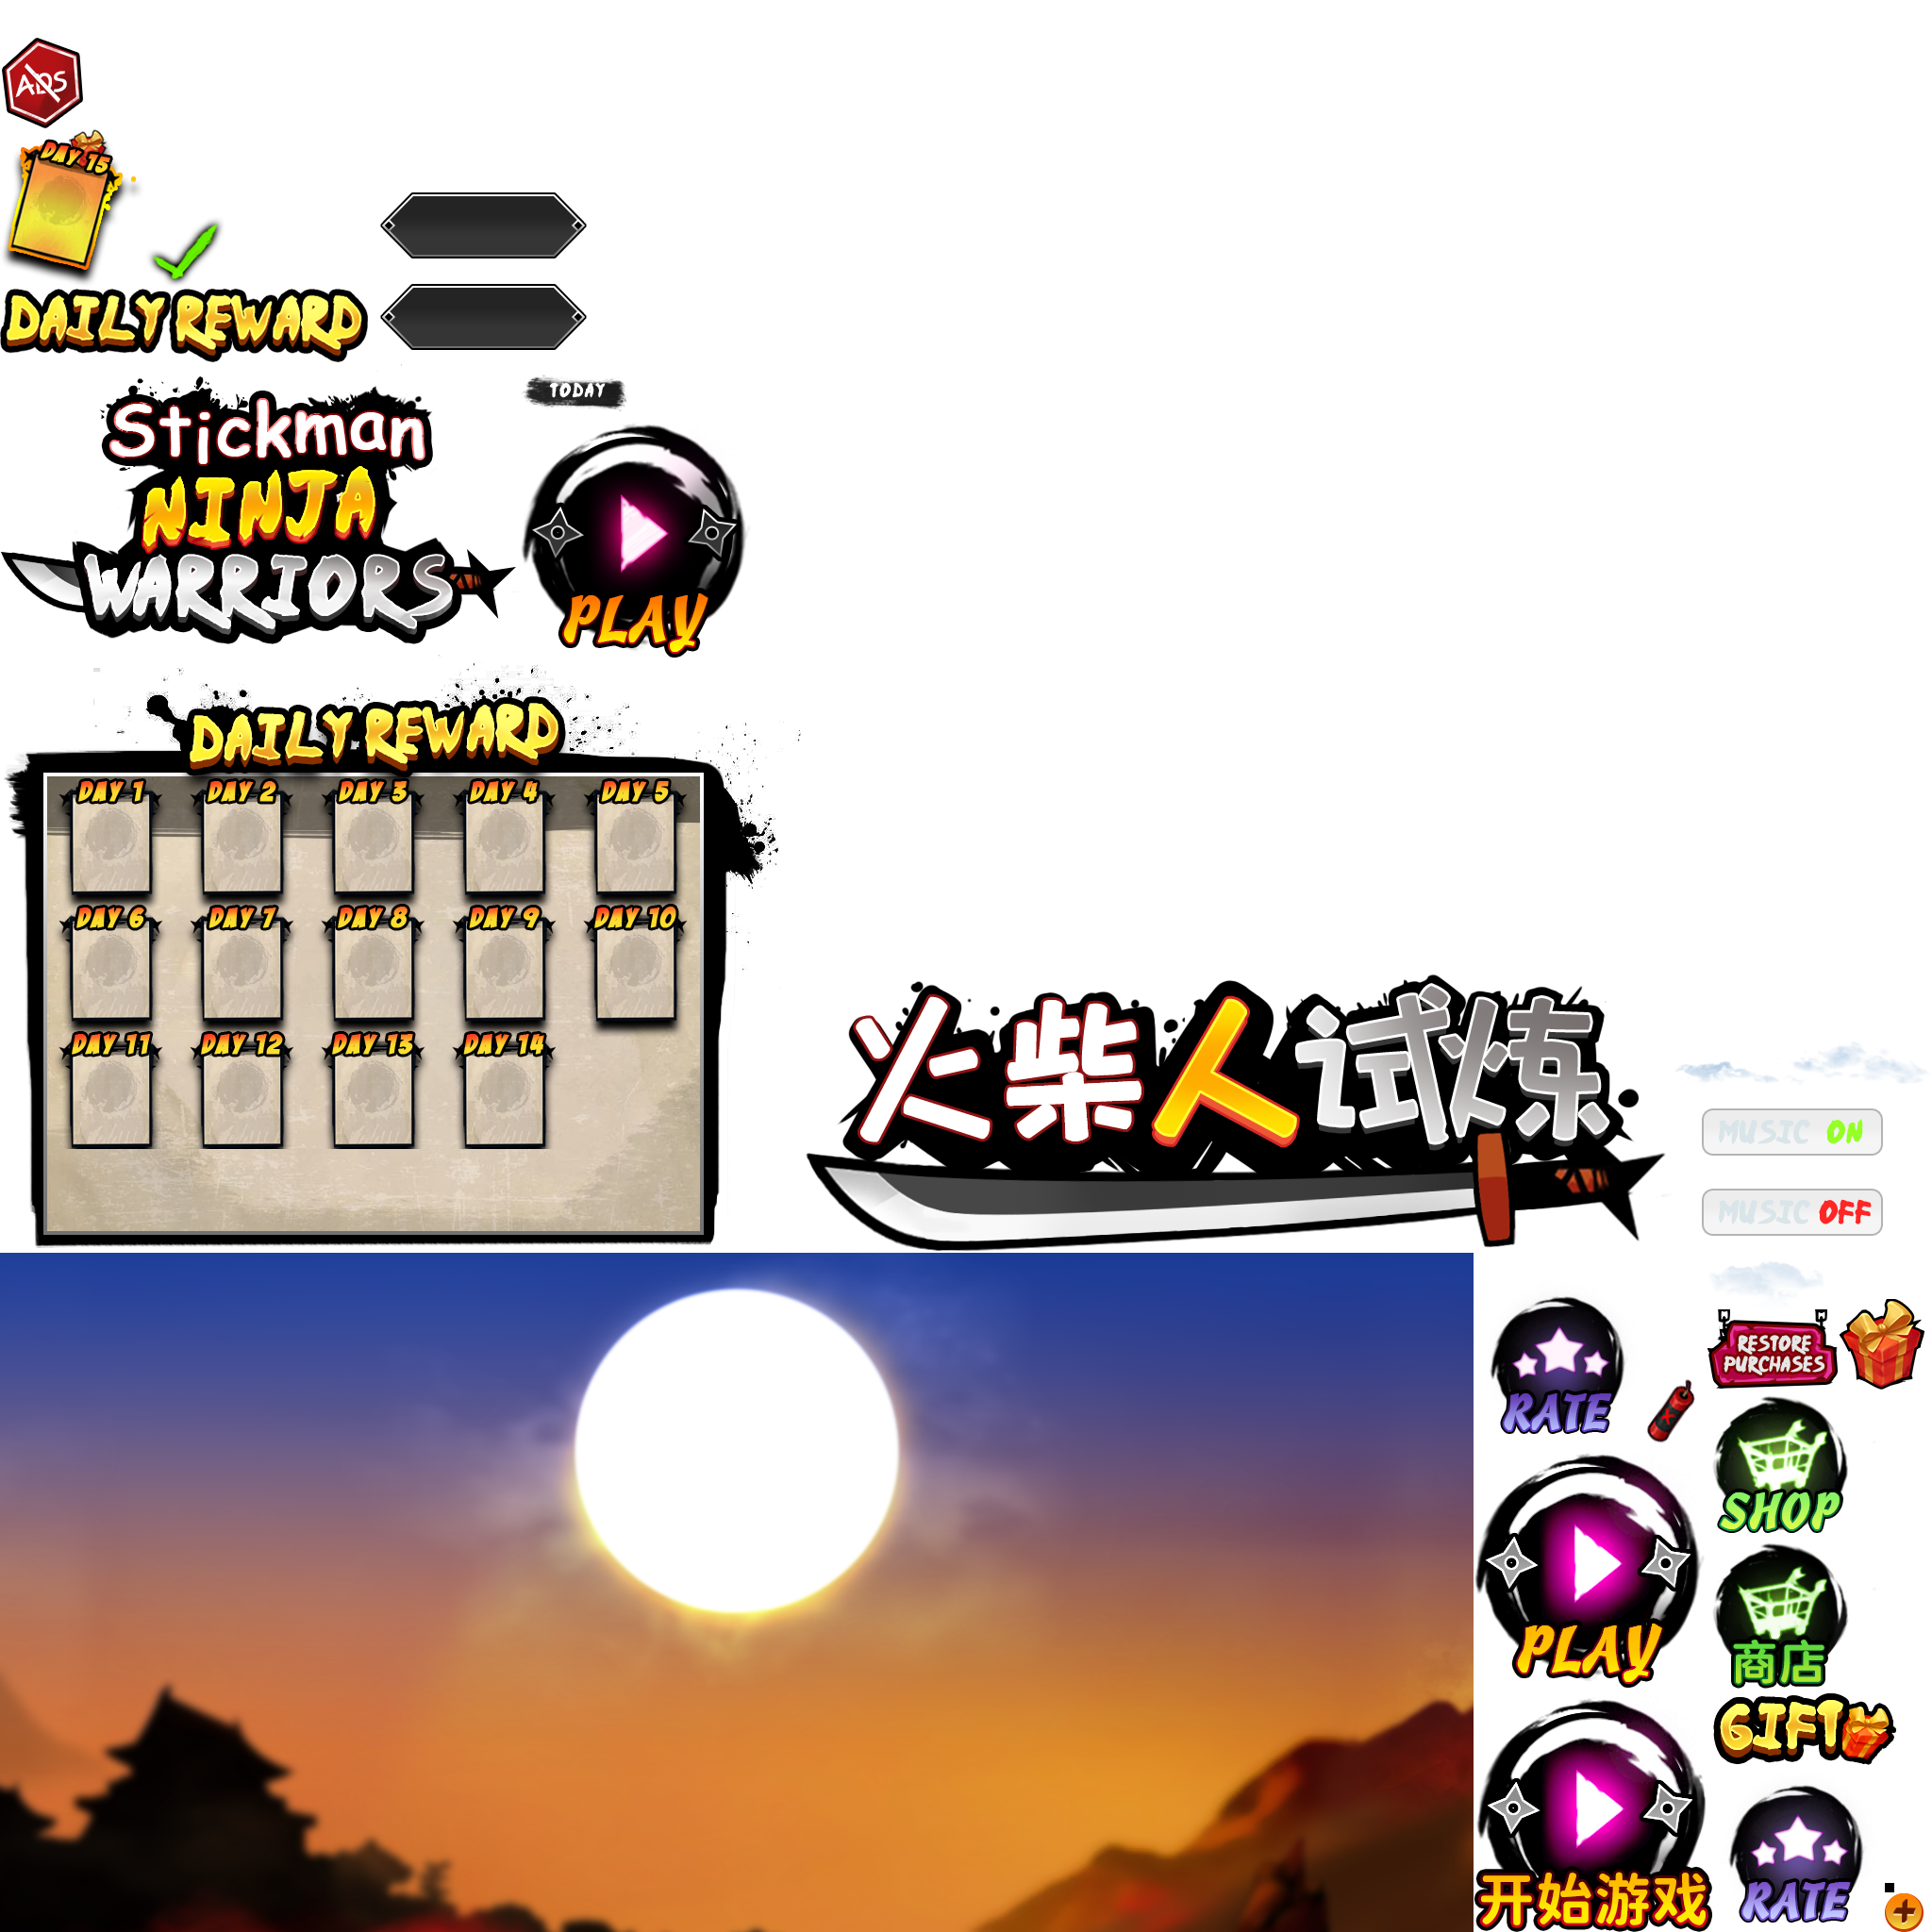 ADS
DAY 15
DAILY REWARD
TODAY
Stickman
NINJA
WARRIORS
PLAY
DAILY REWARD
DAY 1 DAY 2 DAY 3 DAY 4 DAY 5
DAY 6 DAY 7 DAY 8 DAY 9 DAY 10
DAY 11 DAY 12 DAY 13 DAY 14
火柴人试炼
MUSIC ON
MUSIC OFF
RESTORE
PURCHASES
RATE
SHOP
PLAY
商店
GIFT
开始游戏
RATE